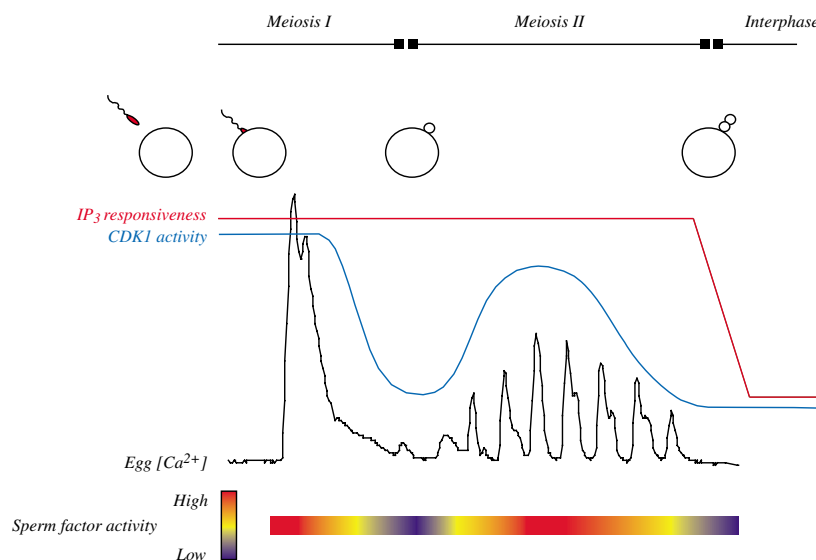 Meiosis I Meiosis II Interphase
IP3 responsiveness
CDK1 activity
Egg [Ca2+]
High
Sperm factor activity
Low